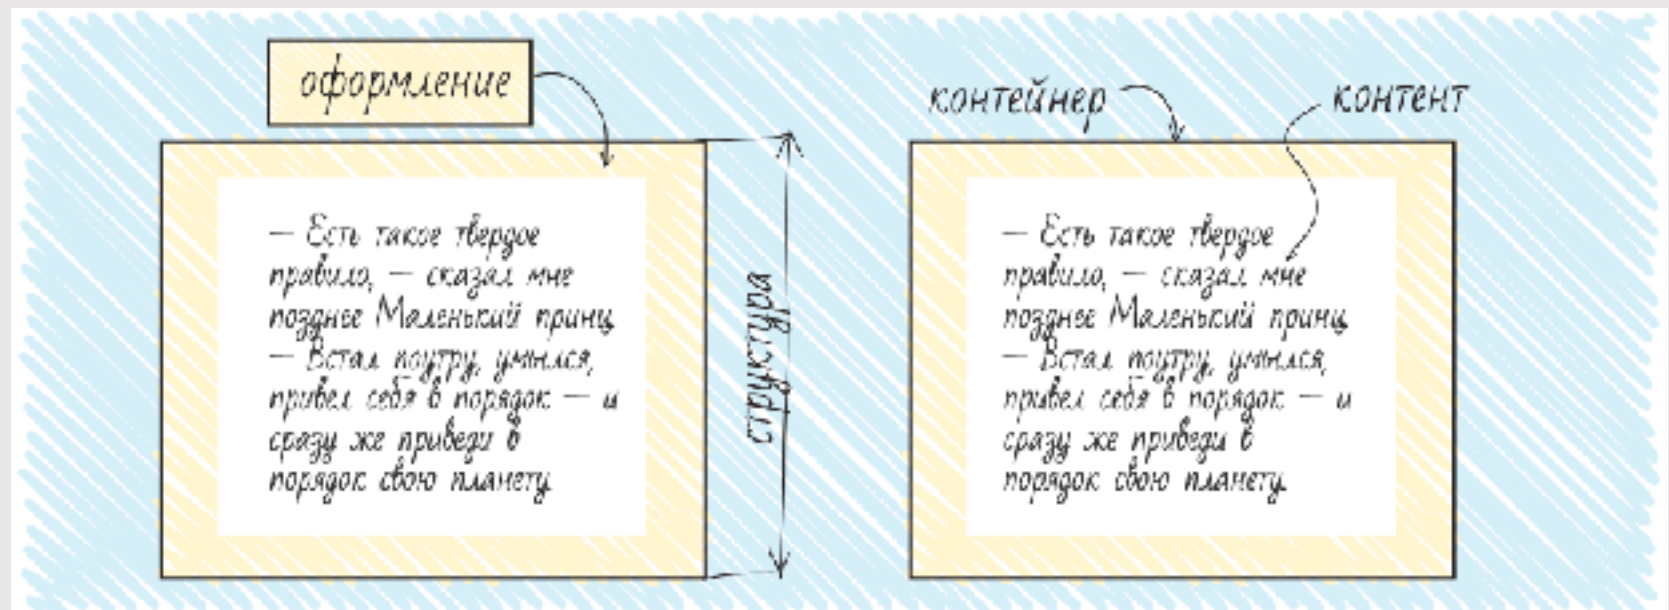 оформление
— Есть такое твердое
правило, — сказал мне
позднее Маленький принц.
— Встал поутру, умылся,
привел себя в порядок — и
сразу же приведи в
порядок свою планету.
структура
контейнер
контент
— Есть такое твердое
правило, — сказал мне
позднее Маленький принц.
— Встал поутру, умылся,
привел себя в порядок — и
сразу же приведи в
порядок свою планету.